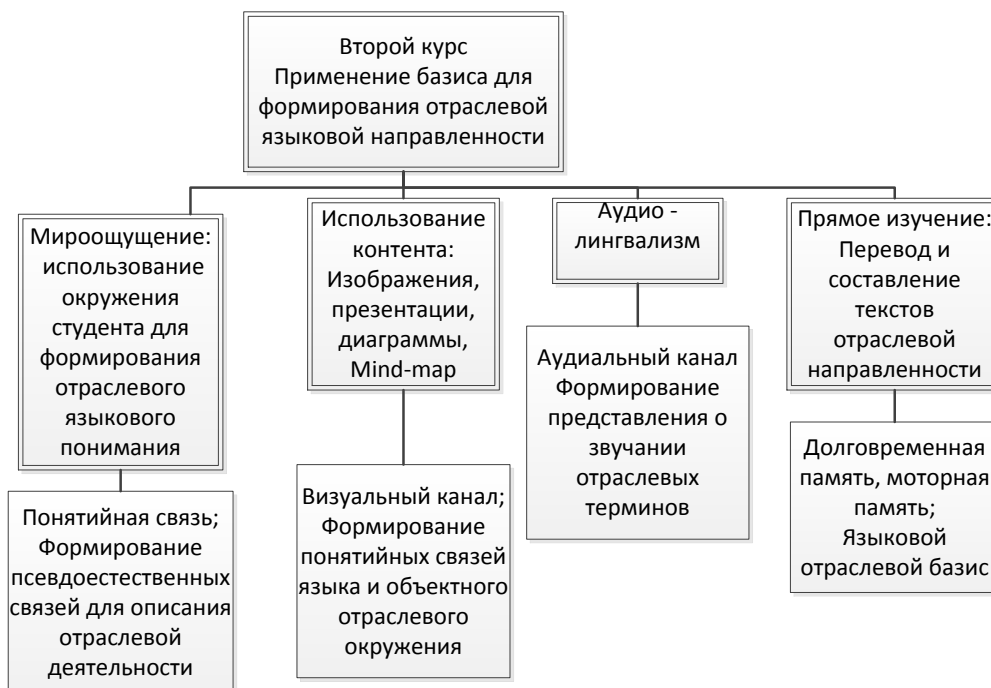 Второй курс
Применение базиса для
формирования отраслевой
языковой направленности
Мироощущение:
использование
окружения
студента для
формирования
отраслевого
языкового
понимания
Понятийная связь;
Формирование
псевдоестественных
связей для описания
отраслевой
деятельности
Использование
контента:
Изображения,
презентации,
диаграммы,
Mind-map
Визуальный канал;
Формирование
понятийных связей
языка и объектного
отраслевого
окружения
Аудио -
лингвализм
Аудиальный канал
Формирование
представления о
звучании
отраслевых
терминов
Прямое изучение:
Перевод и
составление
текстов
отраслевой
направленности
Долговременная
память, моторная
память;
Языковой
отраслевой базис